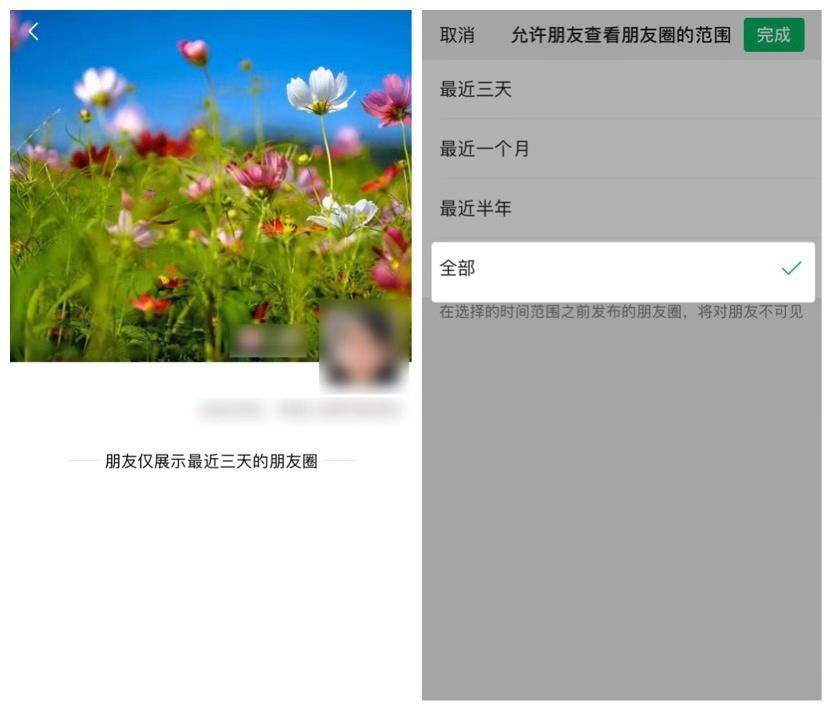 朋友仅展示最近三天的朋友圈
取消
允许朋友查看朋友圈的范围
完成
最近三天
最近一个月
最近半年
全部
在选择的时间范围之前发布的朋友圈，将对朋友不可见